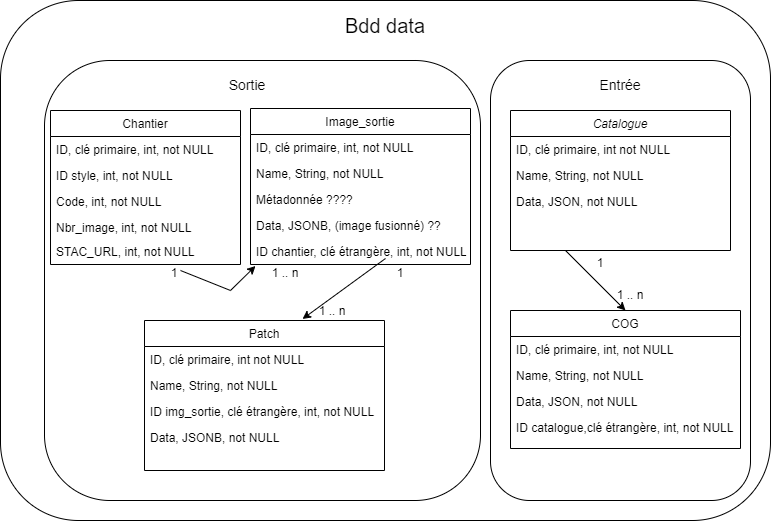 Bdd data
Sortie
Entrée
Chantier
ID, clé primaire, int, not NULL
ID style, int, not NULL
Code, int, not NULL
Nbr_image, int, not NULL
STAC_URL, int, not NULL
Image_sortie
ID, clé primaire, int, not NULL
Name, String, not NULL
Métadonnée ????
Data, JSONB, (image fusionné) ??
ID chantier, clé étrangère, int, not NULL
1
1 .. n
1
1 .. n
Patch
ID, clé primaire, int not NULL
Name, String, not NULL
ID img_sortie, clé étrangère, int, not NULL
Data, JSONB, not NULL
Catalogue
ID, clé primaire, int not NULL
Name, String, not NULL
Data, JSON, not NULL
1
1 .. n
COG
ID, clé primaire, int, not NULL
Name, String, not NULL
Data, JSON, not NULL
ID catalogue,clé étrangère, int, not NULL